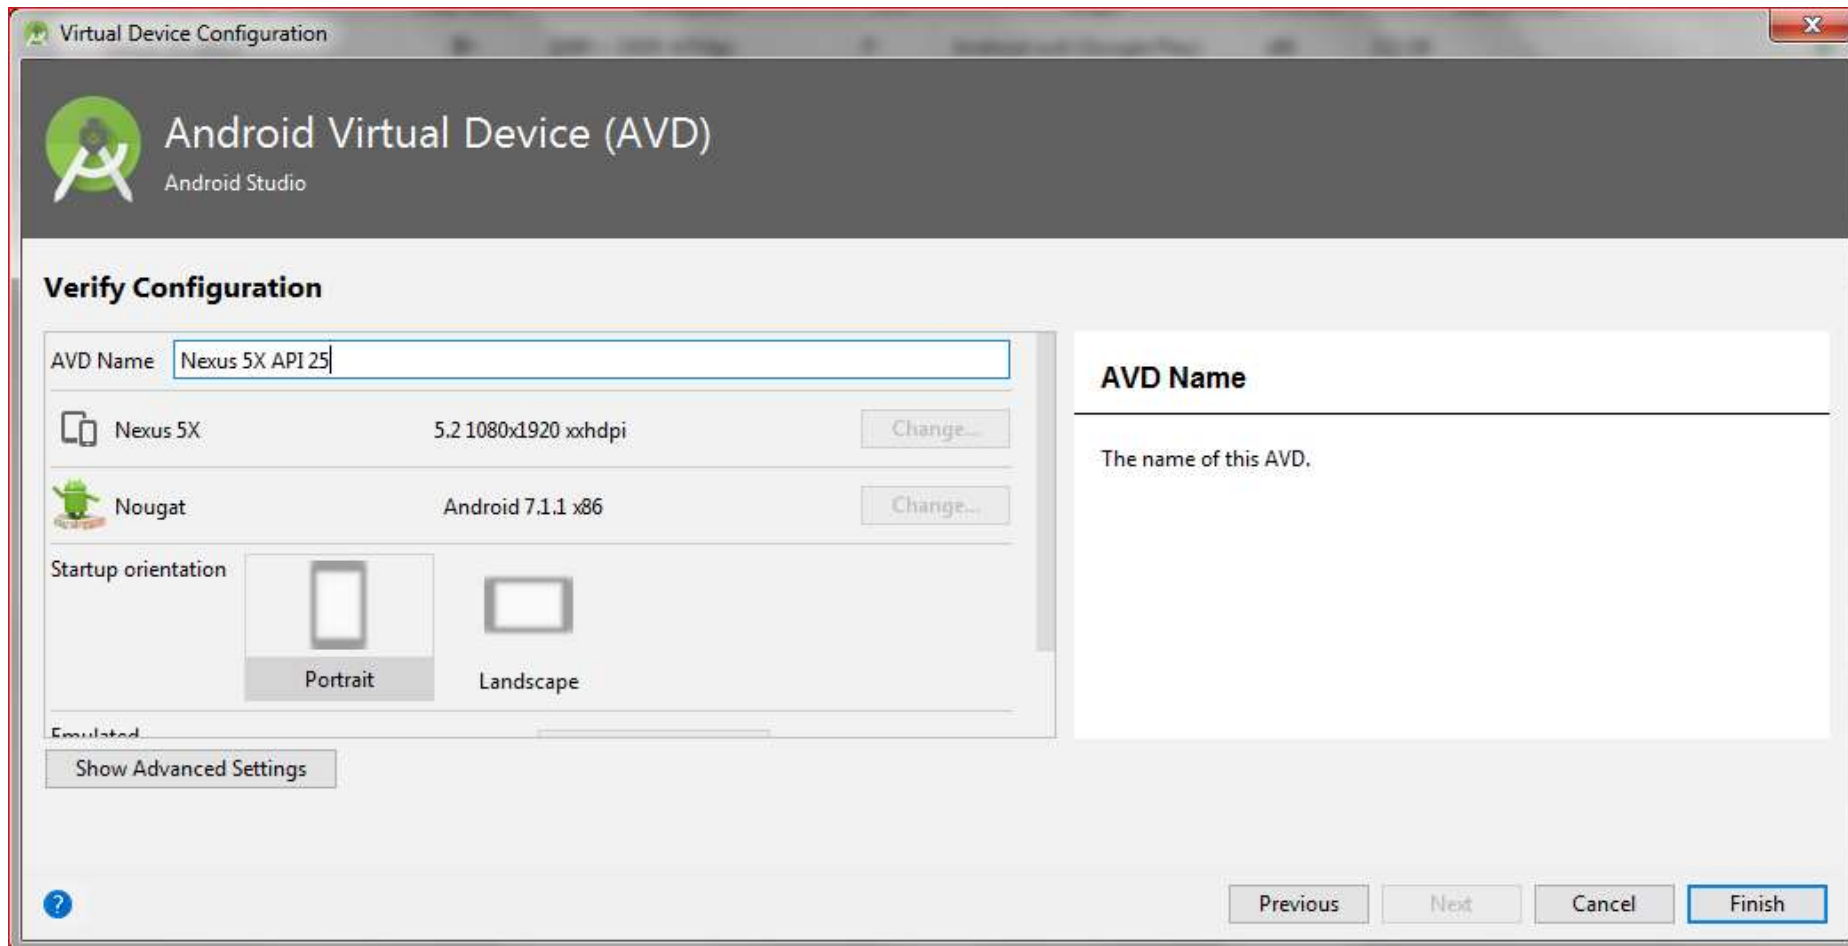 Virtual Device Configuration
Android Virtual Device (AVD)
Android Studio
Verify Configuration
AVD Name Nexus 5X API 25
Nexus 5X 5.2 1080x1920 xxhdpi Change...
Nougat Android 7.1.1 x86 Change...
Startup orientation
Portrait
Landscape
Emulated
Show Advanced Settings
AVD Name
The name of this AVD.
?
Previous Next Cancel Finish